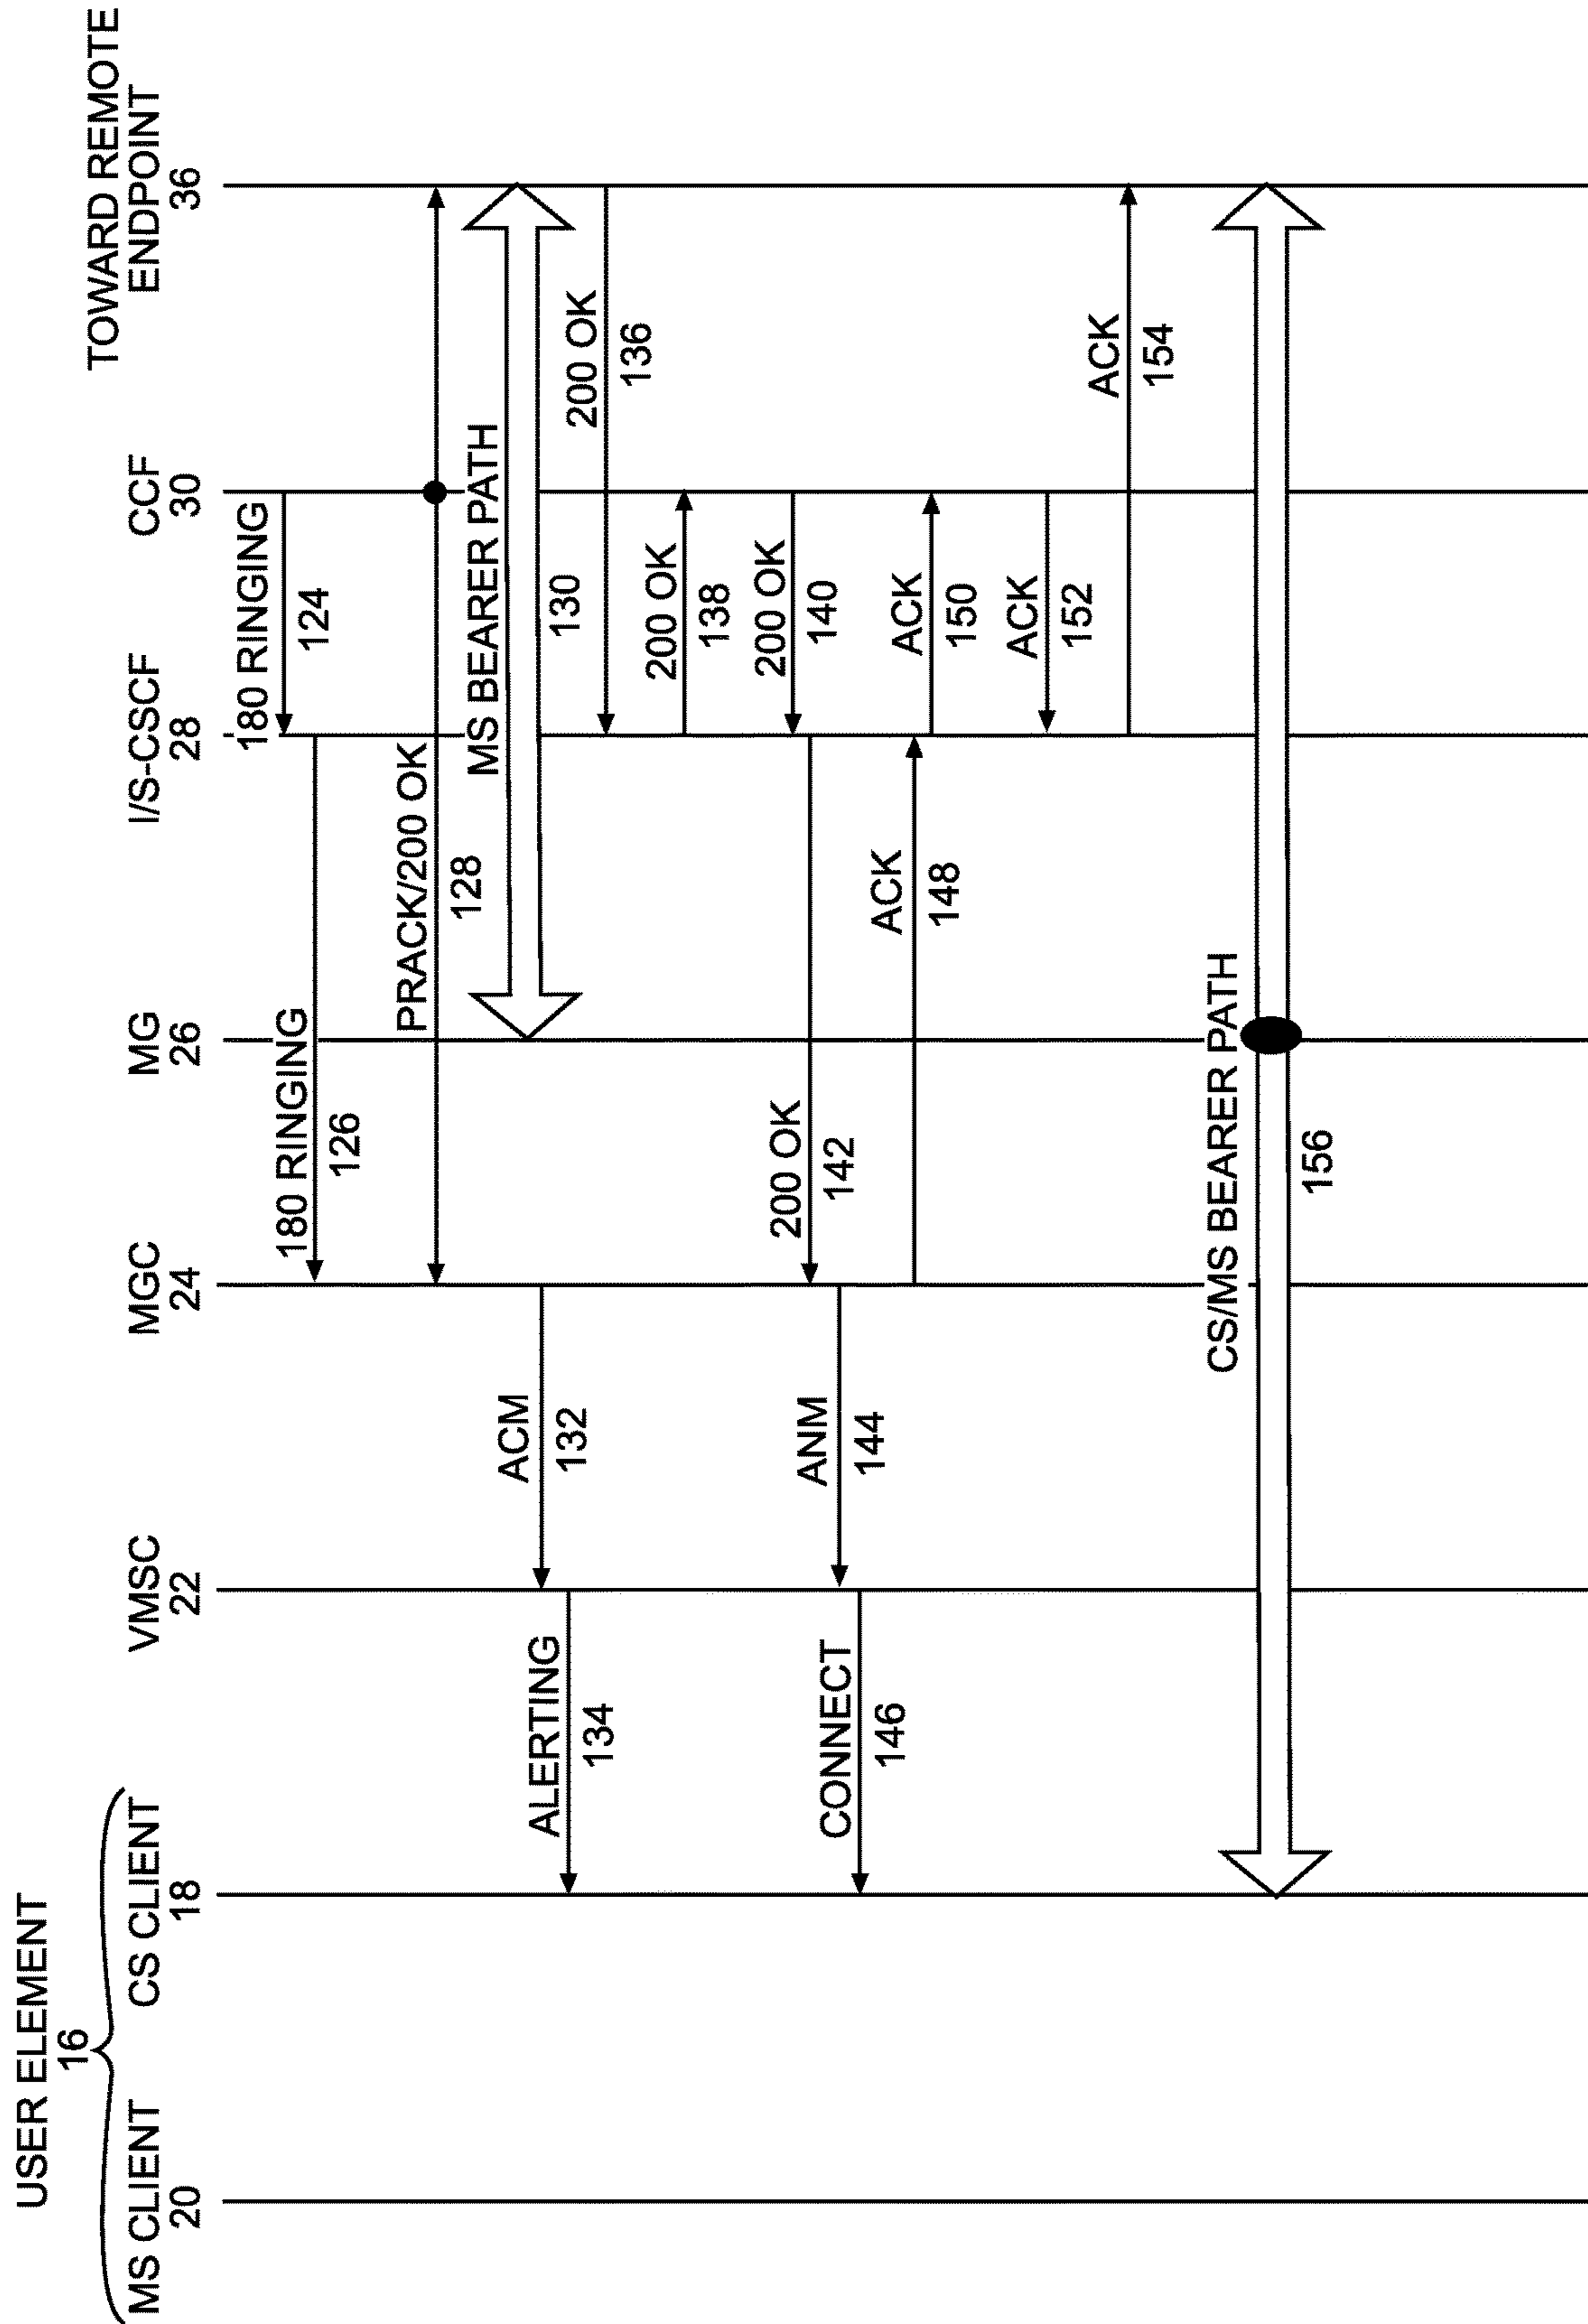 USER ELEMENT
16
MS CLIENT
20
CS CLIENT
18
VMSC
22
MGC
24
MG
26
I/S-CSCF
28
CCF
30
TOWARD REMOTE
ENDPOINT
36
180 RINGING
124
180 RINGING
126
PRACK/200 OK
128
MS BEARER PATH
130
ACM
132
ALERTING
134
200 OK
136
200 OK
138
200 OK
140
200 OK
142
ANM
144
CONNECT
146
ACK
148
ACK
150
ACK
152
ACK
154
CS/MS BEARER PATH
156